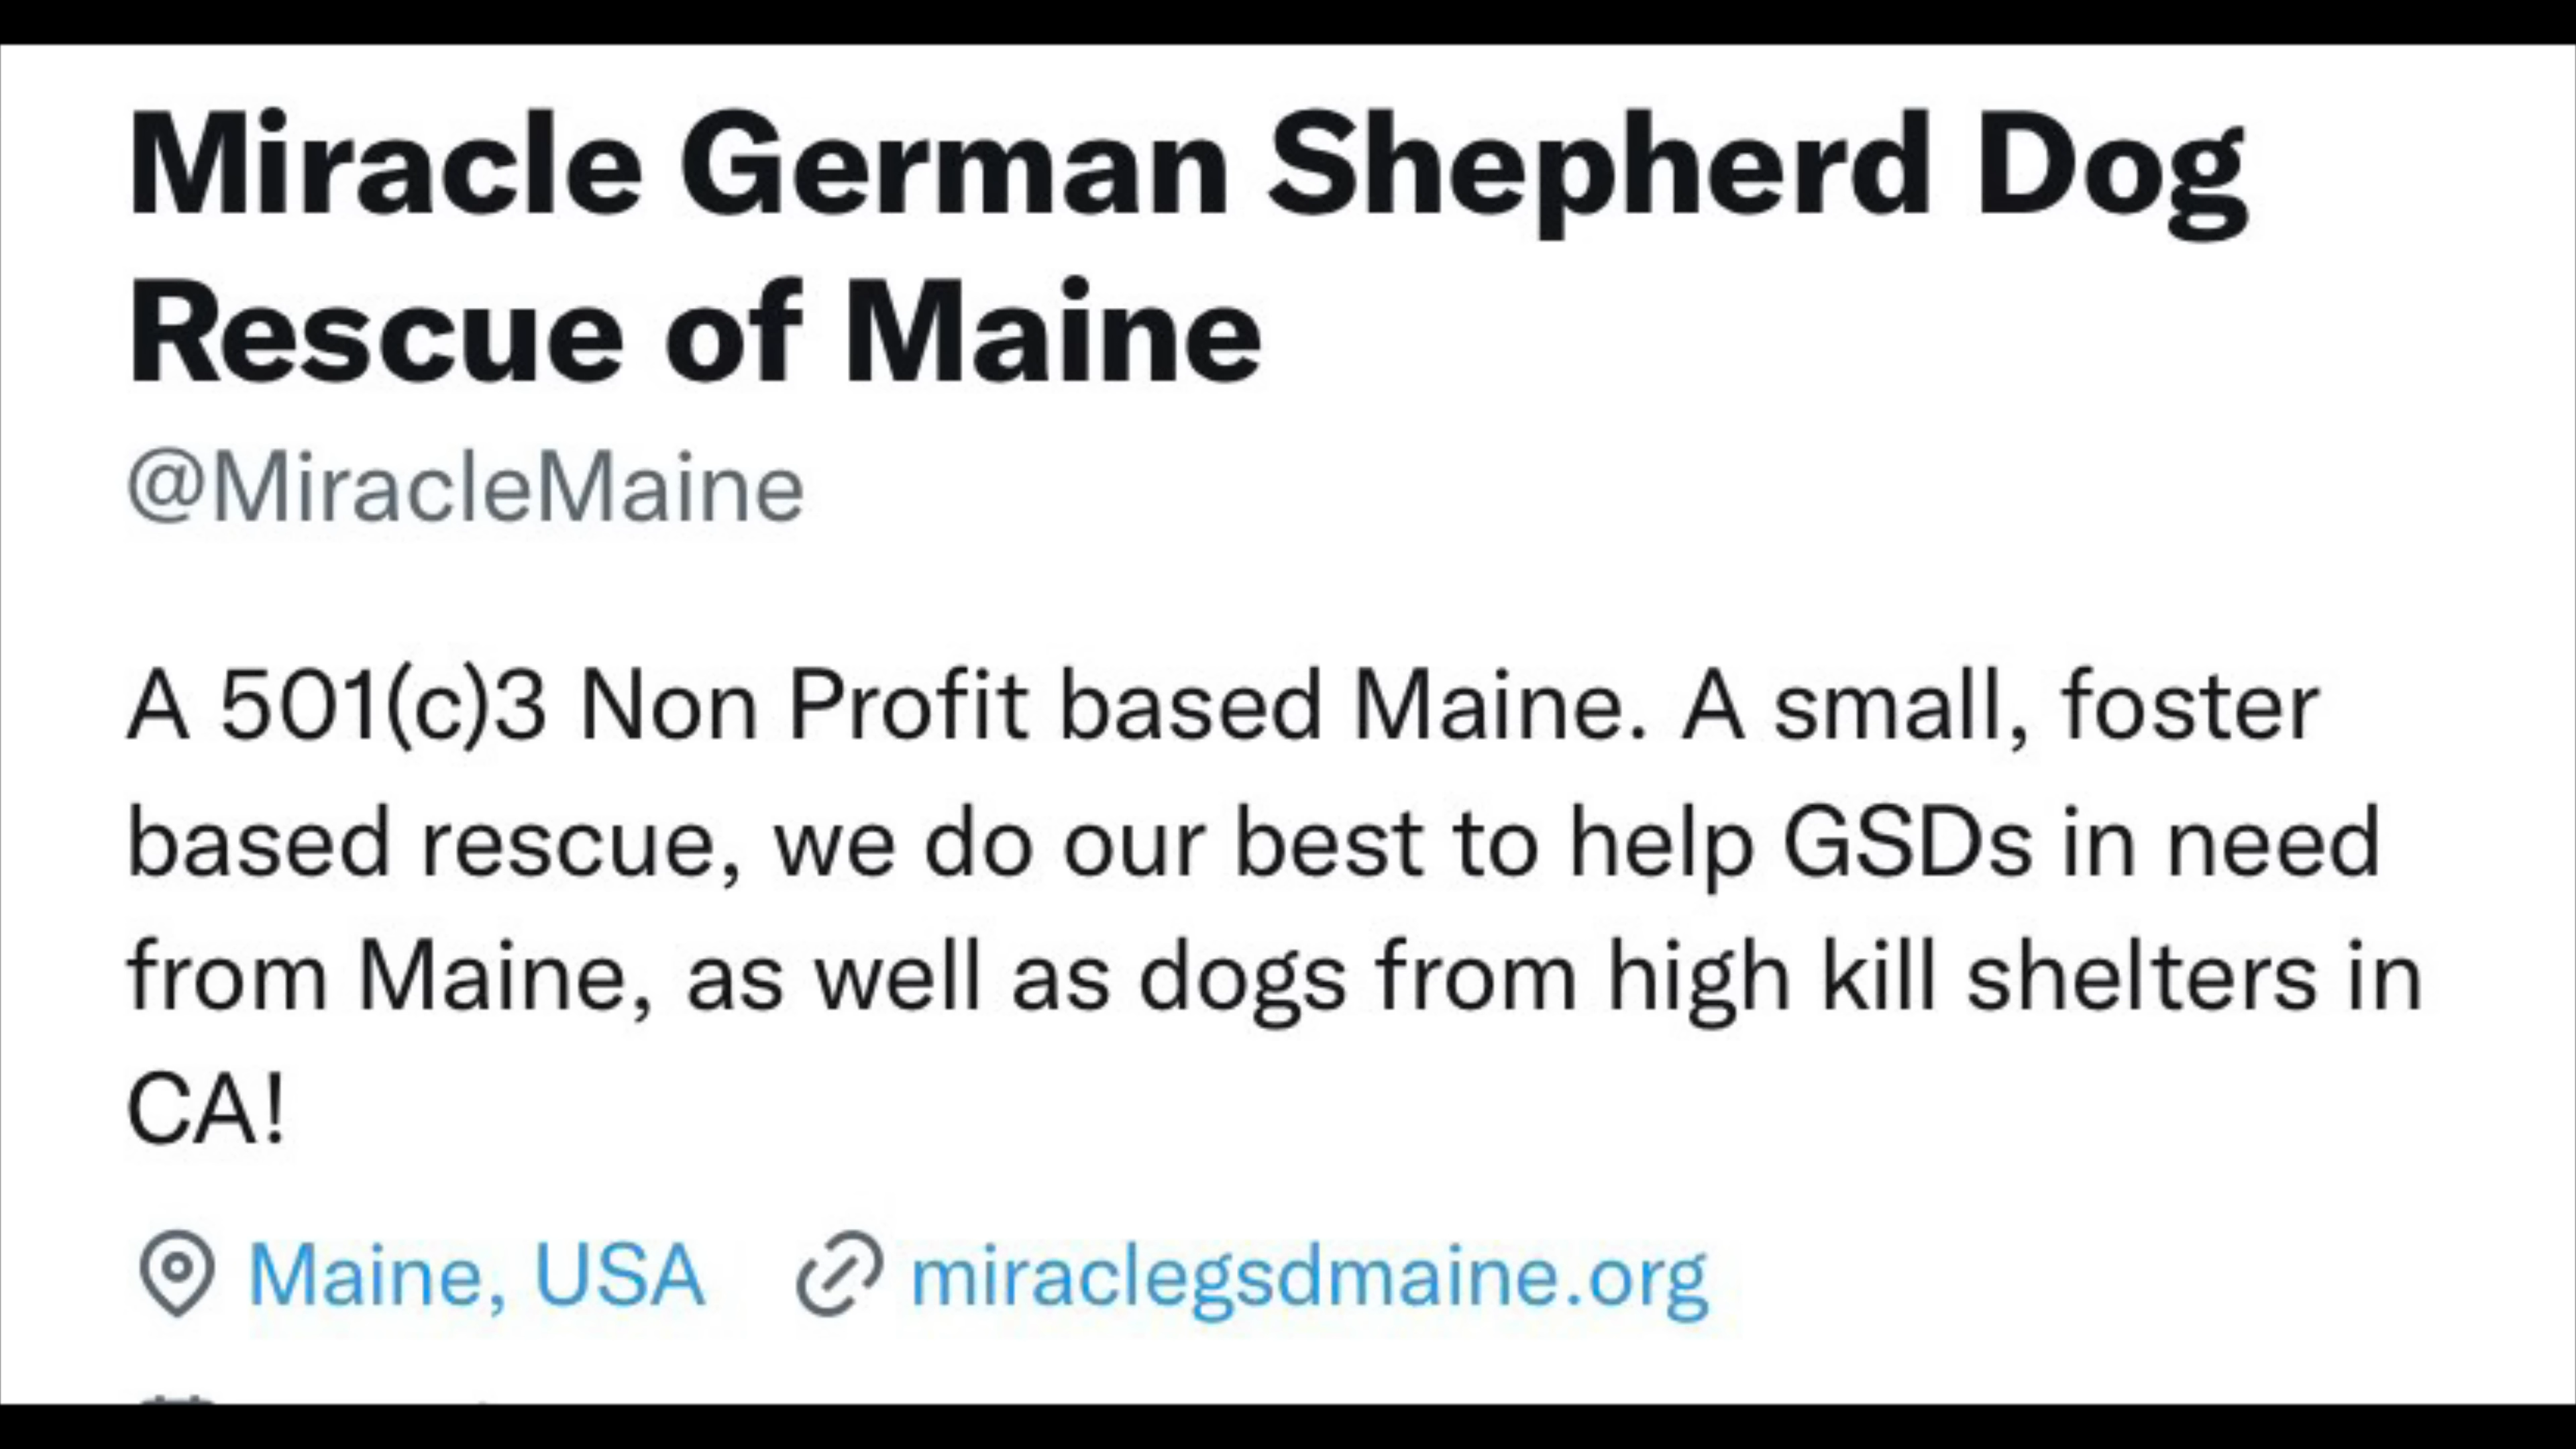 Miracle German Shepherd Dog
Rescue of Maine
@MiracleMaine
A 501(c)3 Non Profit based Maine. A small, foster
based rescue, we do our best to help GSDs in need
from Maine, as well as dogs from high kill shelters in
CA!
Maine, USA miraclegsdmaine.org